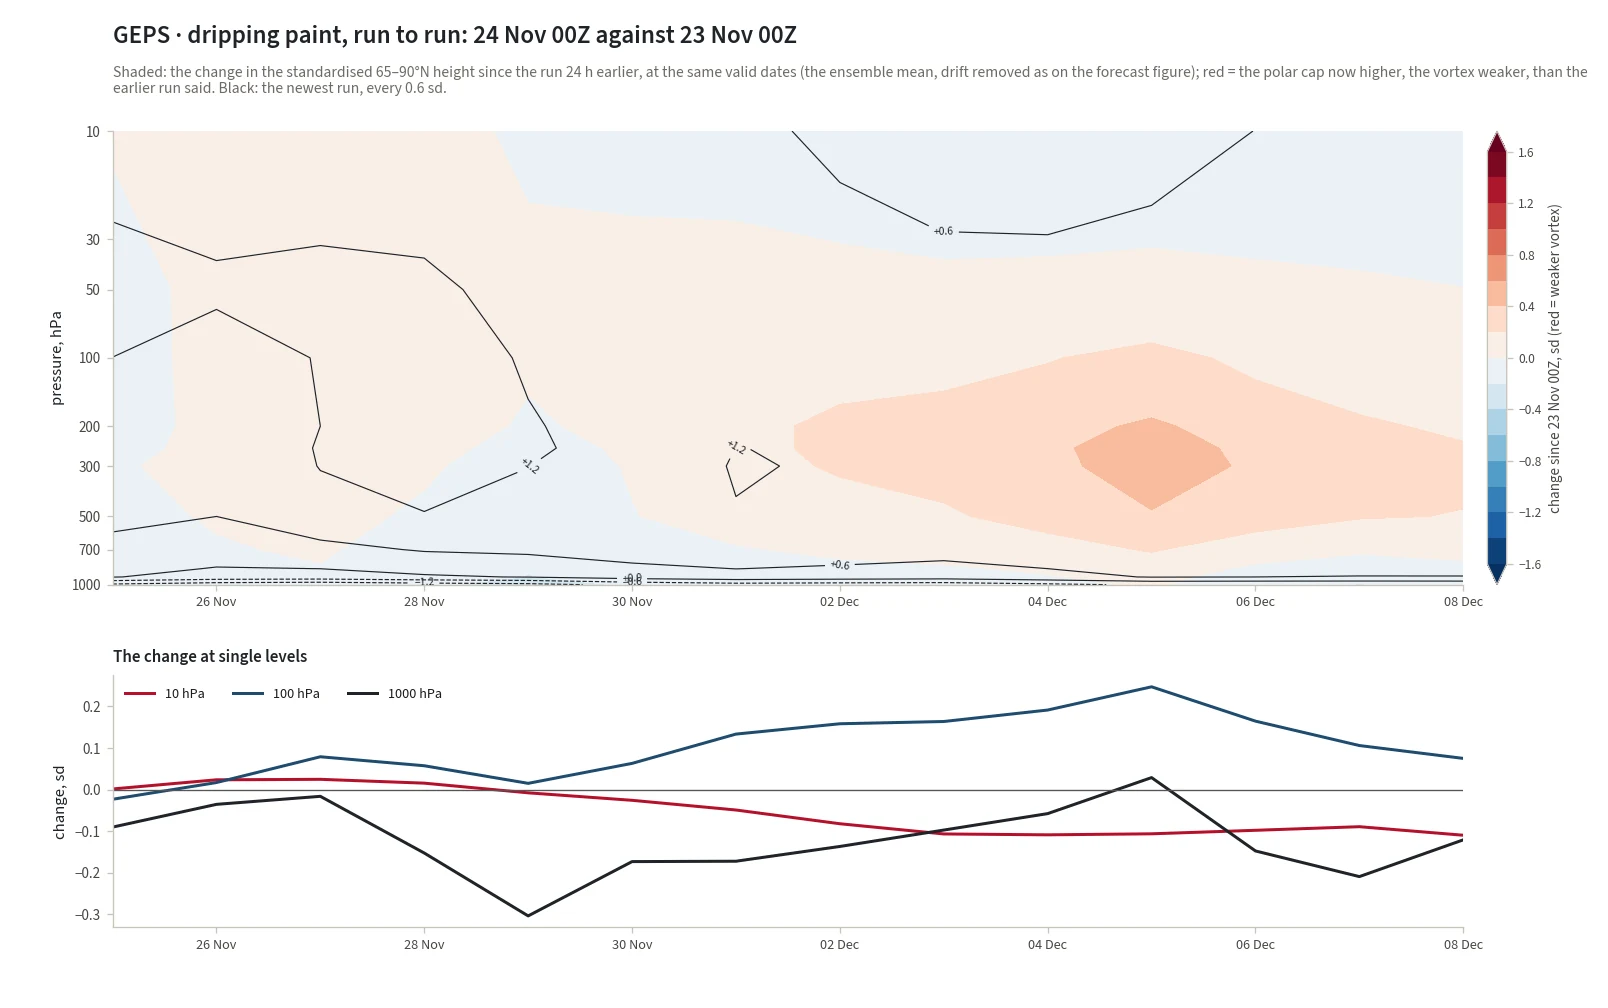 GEPS · dripping paint, run to run: 24 Nov 00Z against 23 Nov 00Z
Shaded: the change in the standardised 65–90°N height since the run 24 h earlier, at the same valid dates (the ensemble mean, drift removed as on the forecast figure); red = the polar cap now higher, the vortex weaker, than the
earlier run said. Black: the newest run, every 0.6 sd.
10
30
50
100
200
300
500
700
1000
pressure, hPa
+0.6
+1.2
+1.2
+0.6
−1.2
26 Nov
28 Nov
30 Nov
02 Dec
04 Dec
06 Dec
08 Dec
1.6
1.2
0.8
0.4
0.0
−0.4
−0.8
−1.2
−1.6
change since 23 Nov 00Z, sd (red = weaker vortex)
The change at single levels
10 hPa
100 hPa
1000 hPa
0.2
0.1
0.0
−0.1
−0.2
−0.3
change, sd
26 Nov
28 Nov
30 Nov
02 Dec
04 Dec
06 Dec
08 Dec